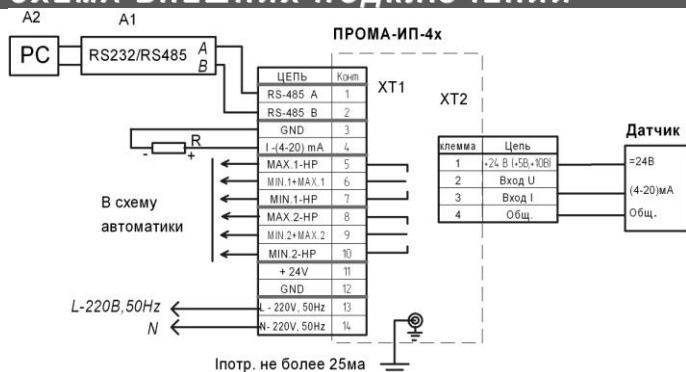 СХЕМА ВНЕШНИХ ПОДКЛЮЧЕНИЙ
A2
A1
PC
RS232/RS485
A
B
ПРОМА-ИП-4х
ЦЕПЬ Конт
RS-485 A 1
RS-485 B 2
GND 3
I -(4-20) mA 4
MAX.1-HP 5
MIN.1+MAX.1 6
MIN.1-HP 7
MAX.2-HP 8
MIN.2+MAX.2 9
MIN.2-HP 10
+ 24V 11
GND 12
L - 220V, 50Hz 13
N- 220V, 50Hz 14
XT1
R
- +
В схему
автоматики
L-220В,50Hz
N
XT2
клемма Цепь
1 +24 В (+5В,+10В)
2 Вход U
3 Вход I
4 Общ.
Датчик
=24В
(4-20)мА
Общ.
Iпотр. не более 25ма